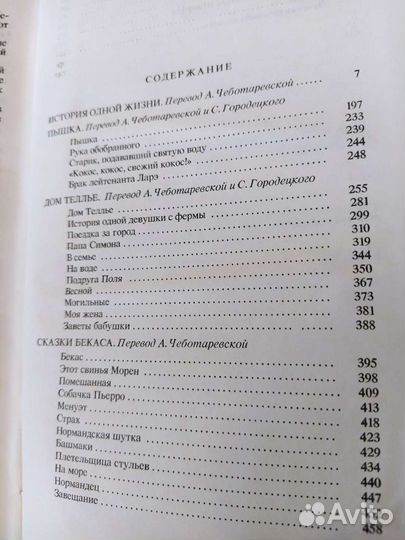 СОДЕРЖАНИЕ
ИСТОРИЯ ОДНОЙ ЖИЗНИ. Перевод А. Чеботаревской 7
ПЫШКА. Перевод А. Чеботаревской и С. Городецкого
Пышка 197
Рука обобранного 233
Старик, подававший святую воду 239
«Кокос, кокос, свежий кокос!» 244
Брак лейтенанта Ларэ 248
ДОМ ТЕЛЛЬЕ. Перевод А. Чеботаревской и С. Городецкого
Дом Теллье 255
История одной девушки с фермы 281
Поездка за город 299
Папа Симона 310
В семье 319
На воде 344
Подруга Поля 350
Весной 367
Могильные 373
Моя жена 381
Заветы бабушки 388
СКАЗКИ БЕКАСА. Перевод А. Чеботаревской
Бекас 395
Этот свинья Морен 398
Помешанная 409
Собачка Пьерро 413
Менуэт 418
Страх 423
Нормандская шутка 429
Башмаки 434
Плетельщица стульев 440
На море 447
Нормандец
Завещание 458
Avito